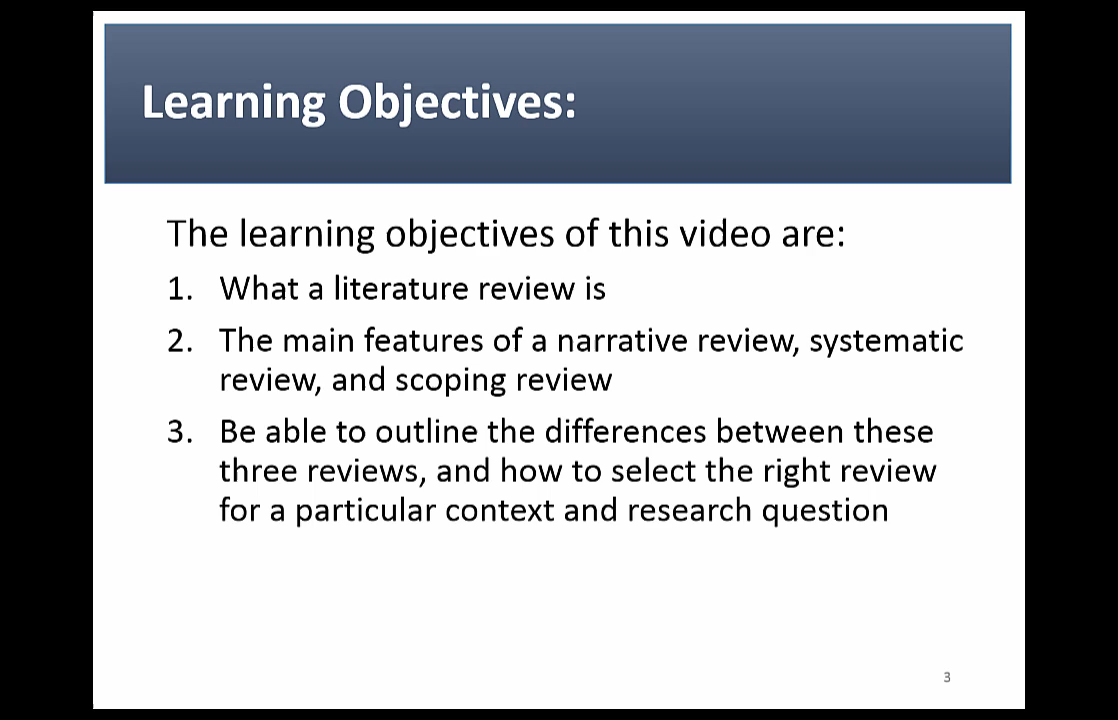 Learning Objectives:
The learning objectives of this video are:
1. What a literature review is
2. The main features of a narrative review, systematic
review, and scoping review
3. Be able to outline the differences between these
three reviews, and how to select the right review
for a particular context and research question
3